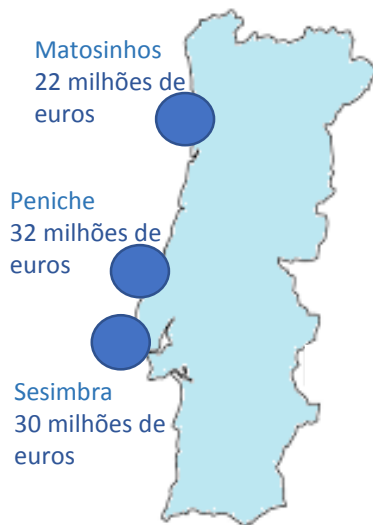 Matosinhos
22 milhões de
euros
Peniche
32 milhões de
euros
Sesimbra
30 milhões de
euros